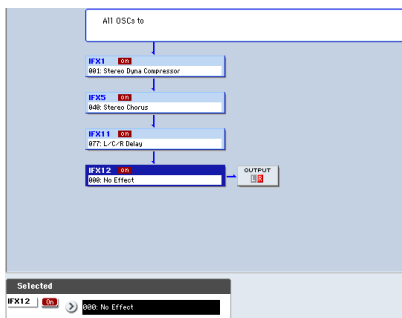 All OSCs to
IFX1 On
001: Stereo Dyna Compressor
IFX5 On
040: Stereo Chorus
IFX11 On
077: L/C/R Delay
IFX12 On
000: No Effect
OUTPUT
L R
Selected
IFX12 On 000: No Effect